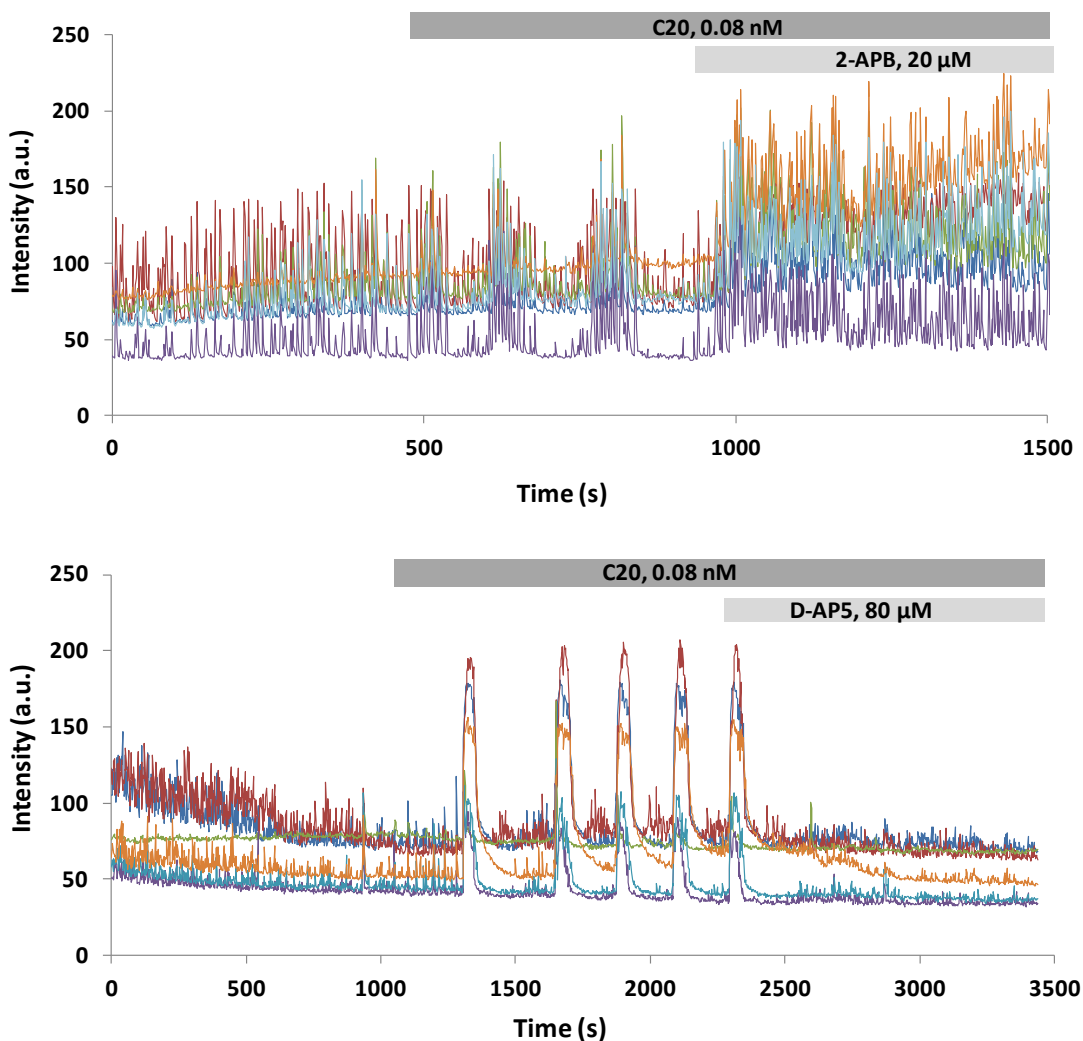 C20, 0.08 nM
2-APB, 20 µM
Intensity (a.u.)
250
200
150
100
50
0
0 500 1000 1500
Time (s)
C20, 0.08 nM
D-AP5, 80 µM
Intensity (a.u.)
250
200
150
100
50
0
0 500 1000 1500 2000 2500 3000 3500
Time (s)